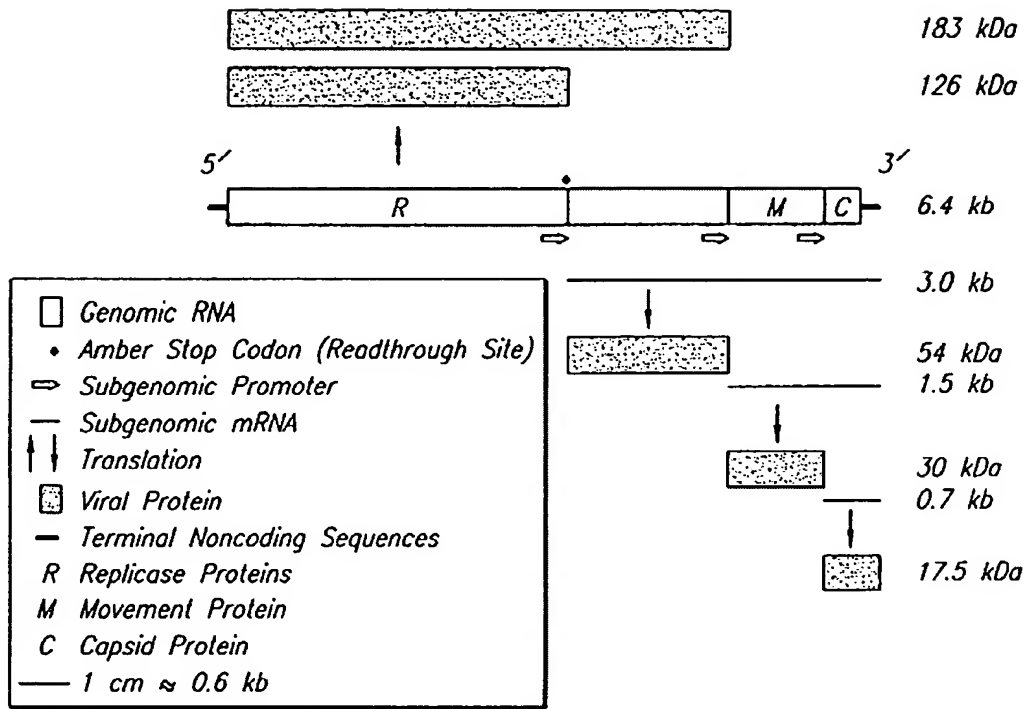 183 kDa
126 kDa
5′ 3′
R M C 6.4 kb
3.0 kb
54 kDa
1.5 kb
30 kDa
0.7 kb
17.5 kDa
Genomic RNA
Amber Stop Codon (Readthrough Site)
Subgenomic Promoter
Subgenomic mRNA
Translation
Viral Protein
Terminal Noncoding Sequences
R Replicase Proteins
M Movement Protein
C Capsid Protein
1 cm ≈ 0.6 kb